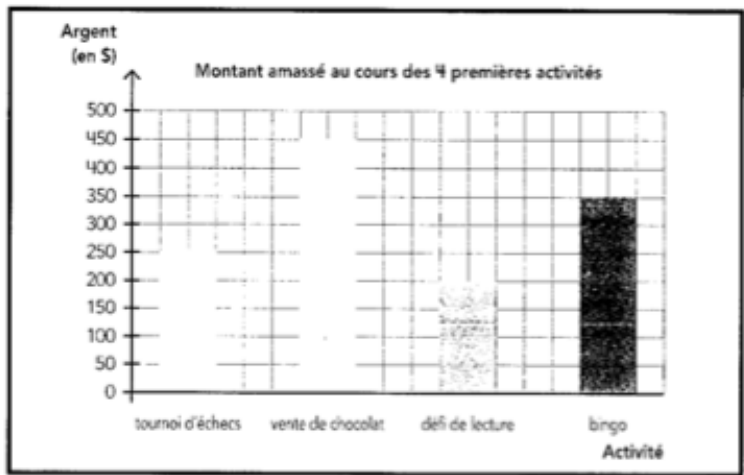 Argent
(en $)
Montant amassé au cours des 4 premières activités
500
450
400
350
300
250
200
150
100
50
0
tournoi d'échecs vente de chocolat défi de lecture bingo
Activité